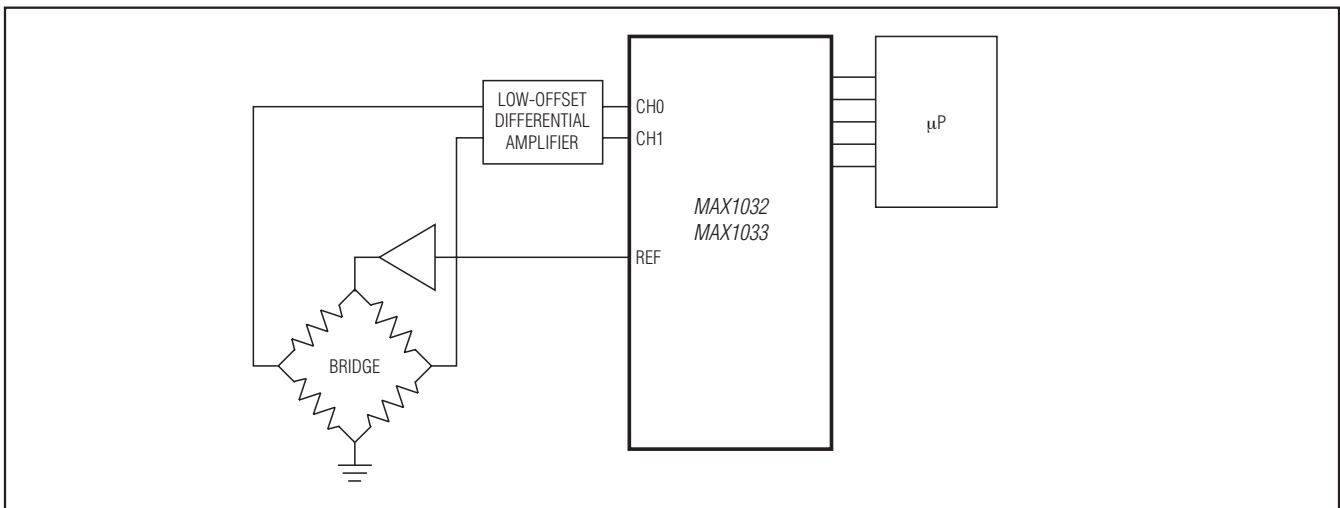 LOW-OFFSET
DIFFERENTIAL
AMPLIFIER
CH0
CH1
μP
MAX1032
MAX1033
REF
BRIDGE